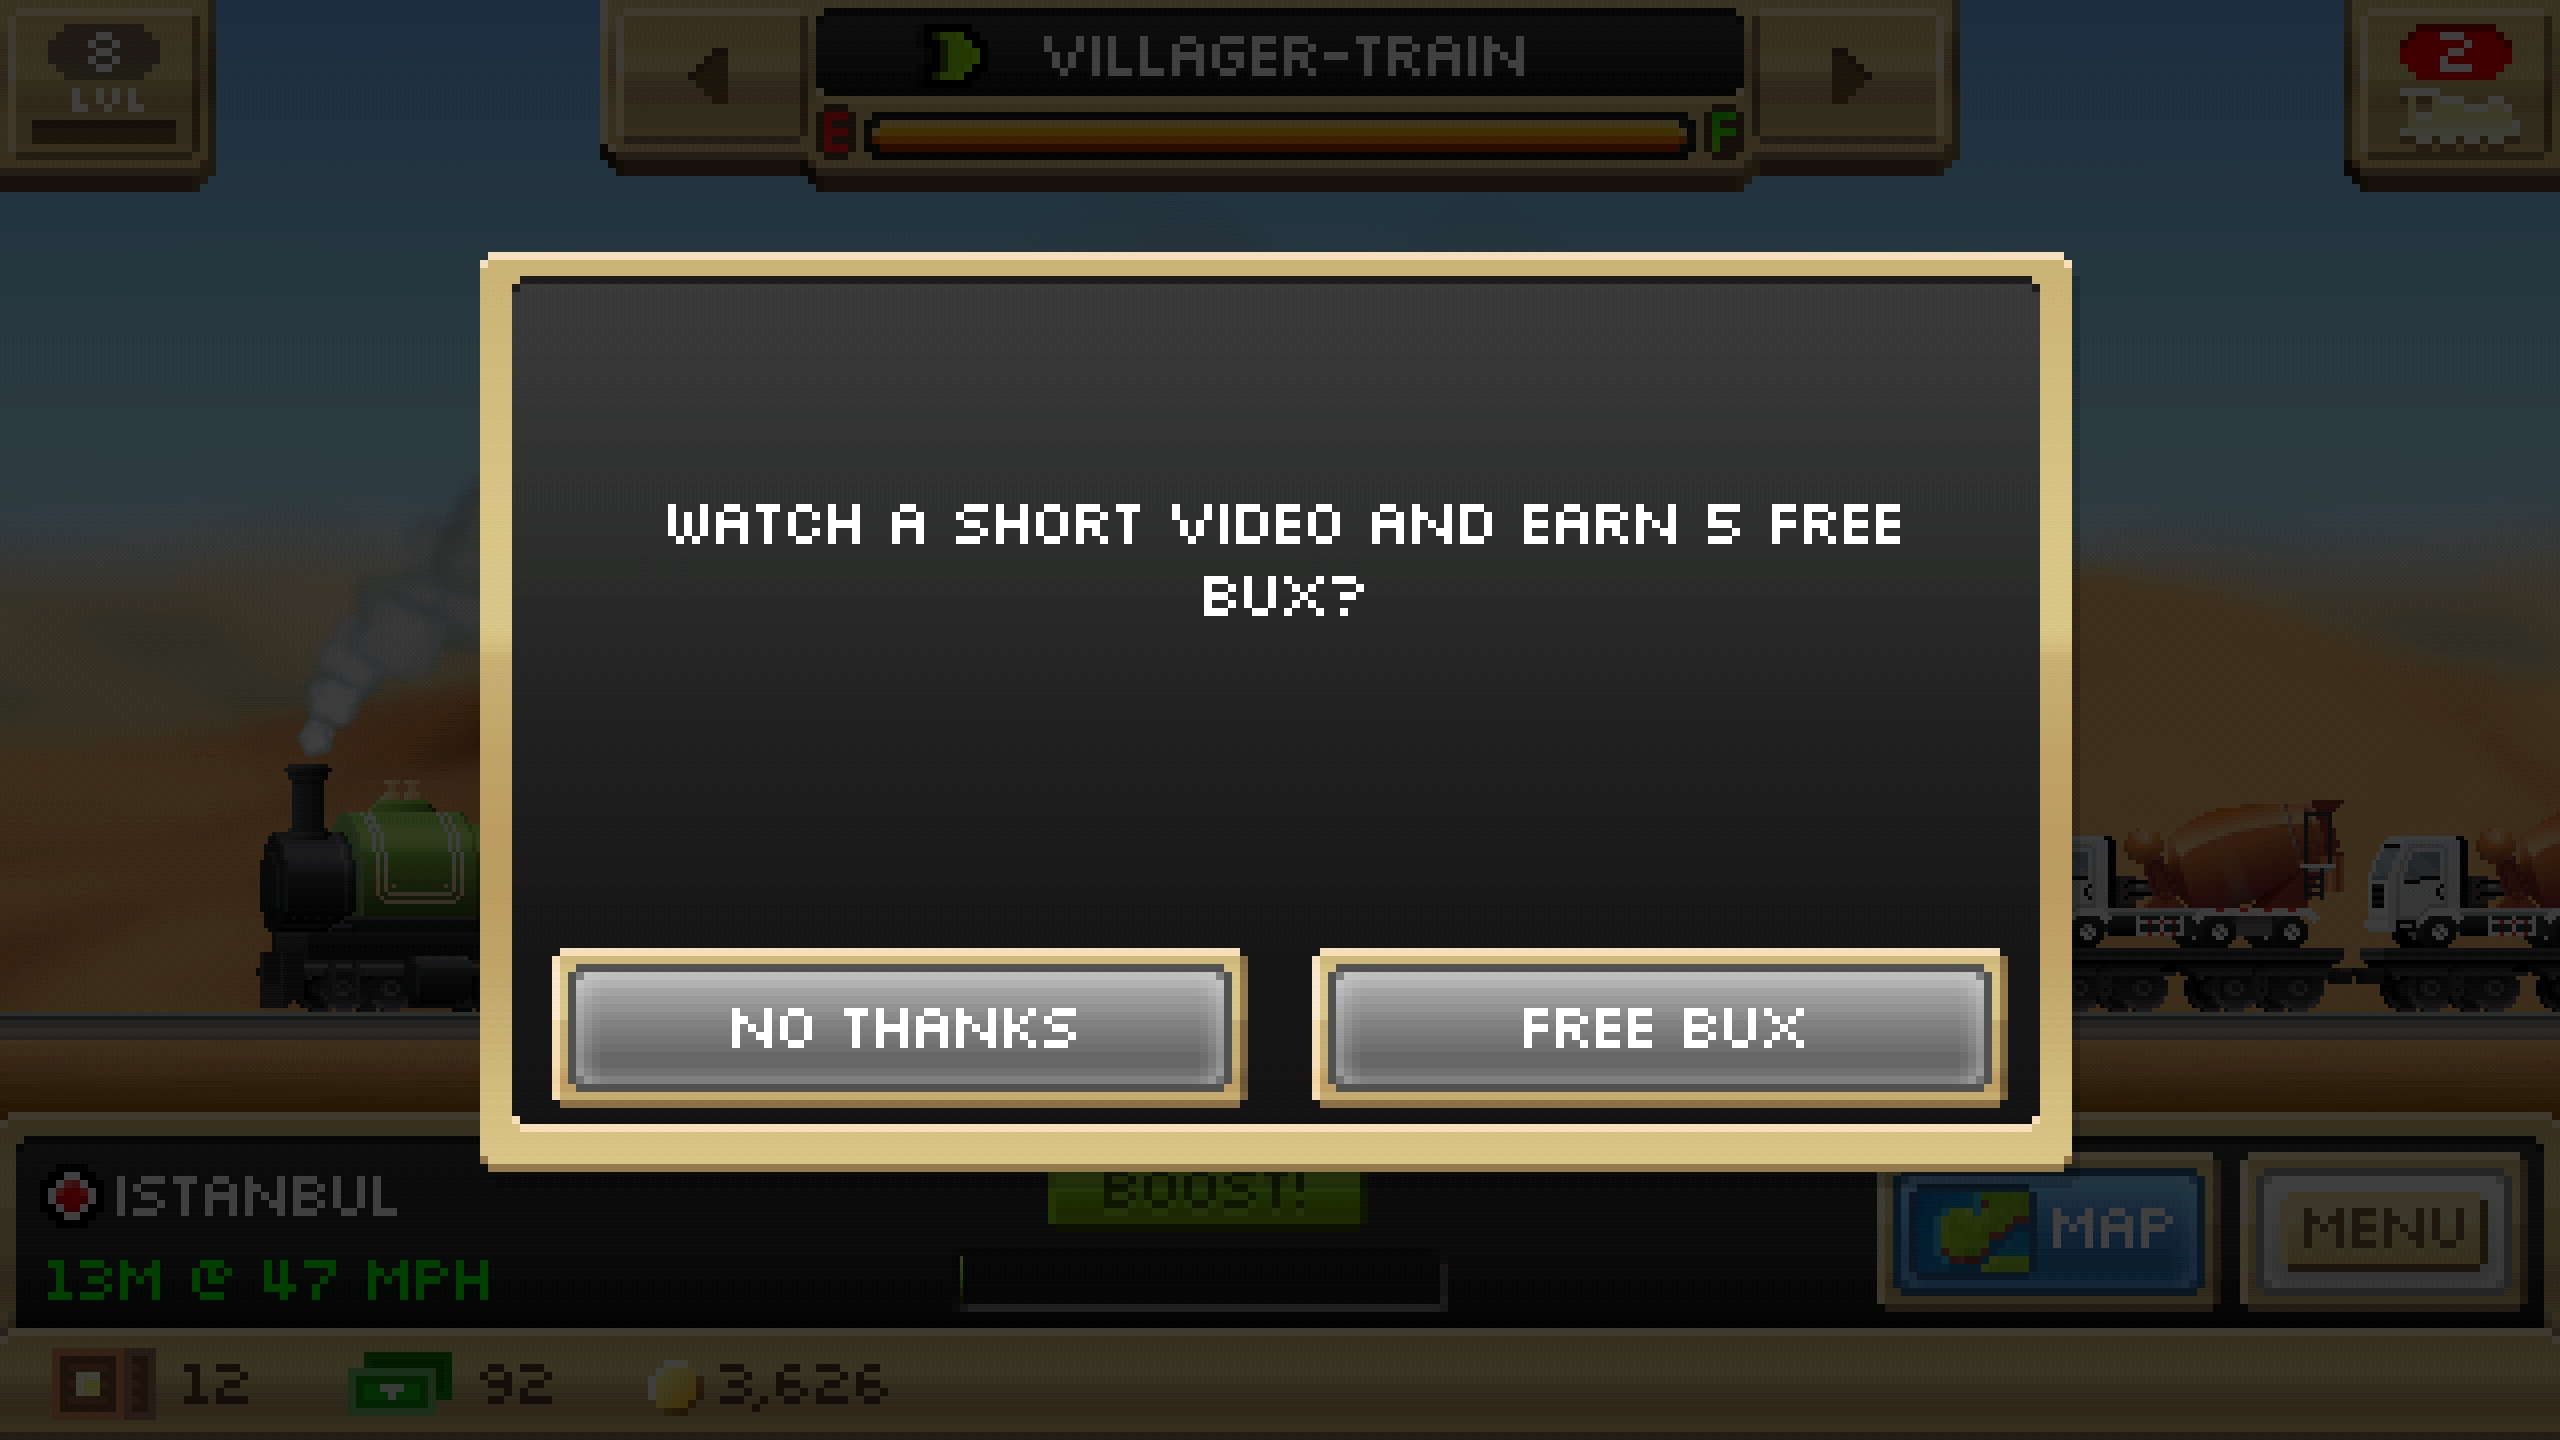 8
LVL
VILLAGER-TRAIN
E F
2
WATCH A SHORT VIDEO AND EARN 5 FREE
BUX?
NO THANKS FREE BUX
ISTANBUL
BOOST!
MAP MENU
13M @ 47 MPH
12 92 3,626